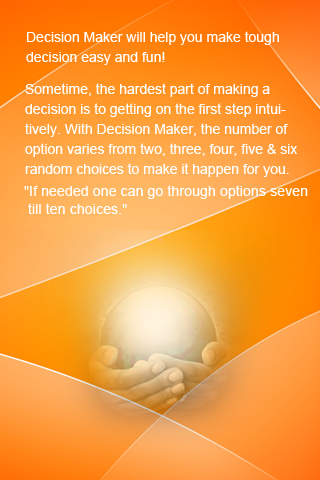 Decision Maker will help you make tough
decision easy and fun!
Sometime, the hardest part of making a
decision is to getting on the first step intui-
tively. With Decision Maker, the number of
option varies from two, three, four, five & six
random choices to make it happen for you.
"If needed one can go through options seven
till ten choices."